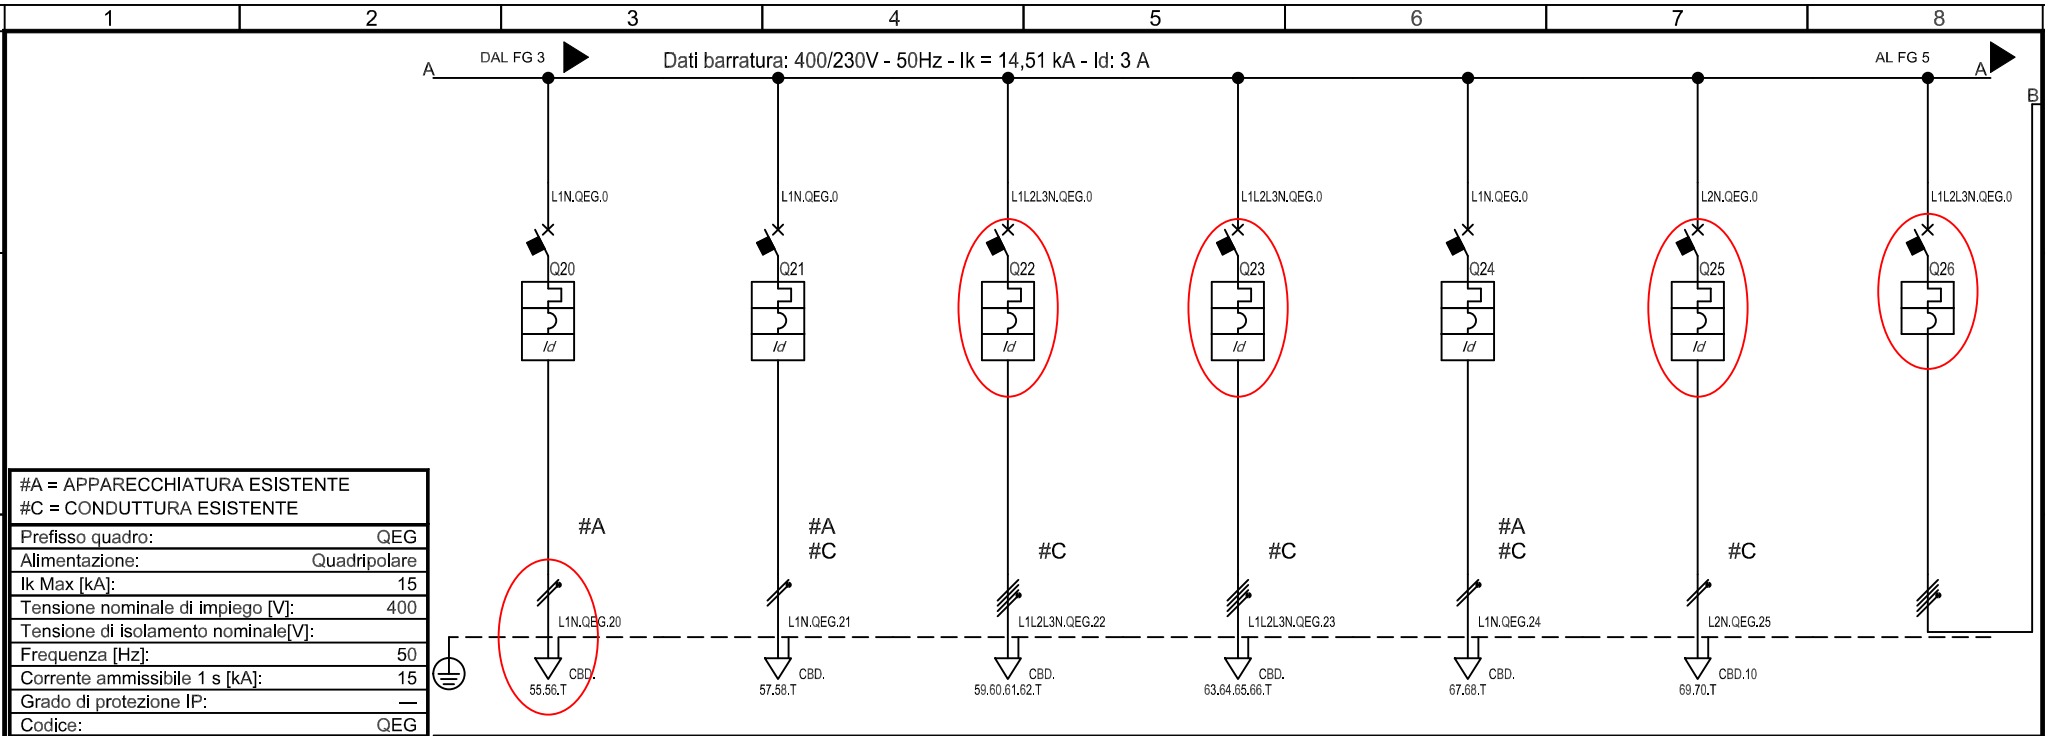 1 2 3 4 5 6 7 8
DAL FG 3 Dati barratura: 400/230V - 50Hz - Ik = 14,51 kA - Id: 3 A AL FG 5
A A
B
L1N.QEG.0 L1N.QEG.0 L1L2L3N.QEG.0 L1L2L3N.QEG.0 L1N.QEG.0 L2N.QEG.0 L1L2L3N.QEG.0
Q20 Q21 Q22 Q23 Q24 Q25 Q26
Id Id Id Id Id Id
#A = APPARECCHIATURA ESISTENTE
#C = CONDUTTURA ESISTENTE
Prefisso quadro: QEG
Alimentazione: Quadripolare
Ik Max [kA]: 15
Tensione nominale di impiego [V]: 400
Tensione di isolamento nominale[V]:
Frequenza [Hz]: 50
Corrente ammissibile 1 s [kA]: 15
Grado di protezione IP: —
Codice: QEG
#A #A #A
#C #C #C #C #C
L1N.QEG.20 L1N.QEG.21 L1L2L3N.QEG.22 L1L2L3N.QEG.23 L1N.QEG.24 L2N.QEG.25
CBD. CBD. CBD. CBD. CBD. CBD.10
55.56.T 57.58.T 59.60.61.62.T 63.64.65.66.T 67.68.T 69.70.T